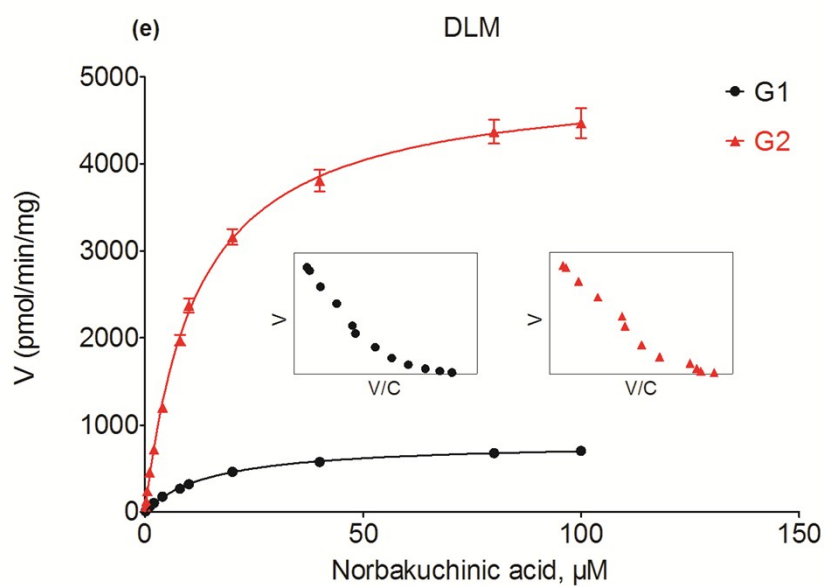 (e)
DLM
5000
4000
3000
2000
1000
0
V (pmol/min/mg)
G1
G2
V
V/C
V
V/C
0
50
100
150
Norbakuchinic acid, µM